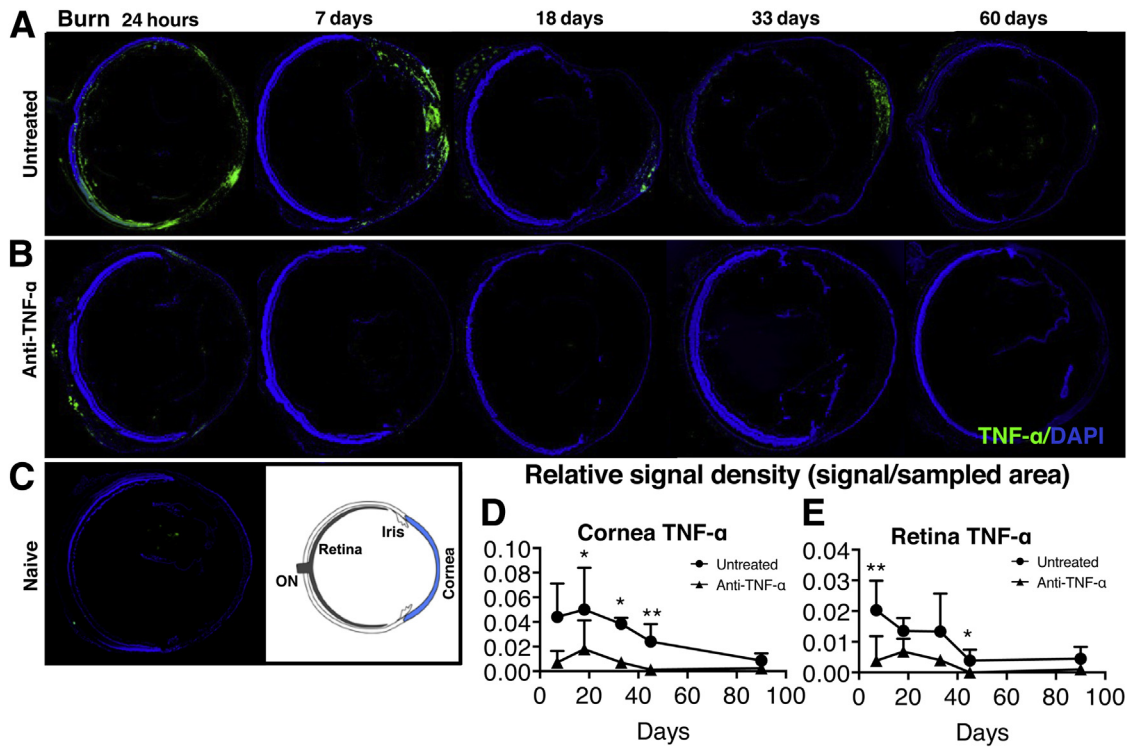 A
Burn 24 hours 7 days 18 days 33 days 60 days
Untreated
B
Anti-TNF-α
TNF-α/DAPI
C
Naive
Iris
Retina
ON
Cornea
Relative signal density (signal/sampled area)
D
Cornea TNF-α
0.10
0.08
0.06
0.04
0.02
0.00
0 20 40 60 80 100
Days
Untreated
Anti-TNF-α
* * **
E
Retina TNF-α
0.04
0.03
0.02
0.01
0.00
0 20 40 60 80 100
Days
Untreated
Anti-TNF-α
** *